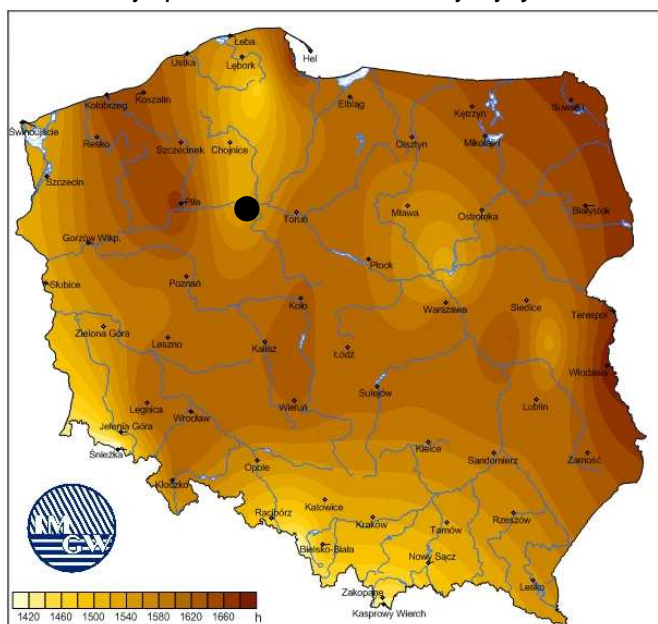 Łeba
Ustka
Lębork
Hel
Kołobrzeg
Koszalin
Elbląg
Kętrzyn
Suwałki
Świnoujście
Resko
Szczecinek
Chojnice
Olsztyn
Mikołajki
Szczecin
Piła
Toruń
Mława
Ostrołęka
Białystok
Gorzów Wlkp.
Płock
Słubice
Poznań
Koło
Warszawa
Siedlce
Terespol
Zielona Góra
Leszno
Kalisz
Łódź
Włodawa
Sulejów
Legnica
Wrocław
Wieluń
Lublin
Jelenia Góra
Śnieżka
Kielce
Opole
Sandomierz
Zamość
Kłodzko
Racibórz
Katowice
Kraków
Tarnów
Rzeszów
IM
GW
Bielsko-Biała
Nowy Sącz
Lesko
Zakopane
Kasprowy Wierch
1420 1460 1500 1540 1580 1620 1660 h